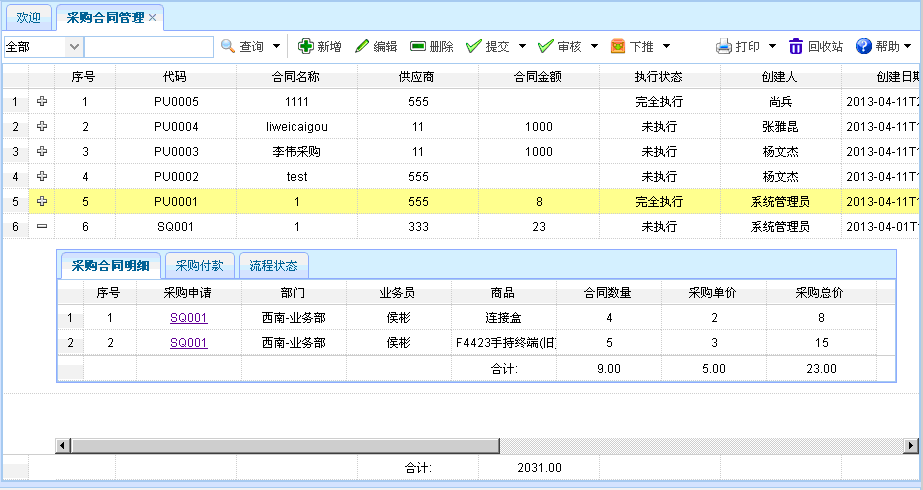 欢迎 采购合同管理
全部 查询 新增 编辑 删除 提交 审核 下推 打印 回收站 帮助
序号 代码 合同名称 供应商 合同金额 执行状态 创建人 创建日期
1 1 PU0005 1111 555 完全执行 尚兵 2013-04-11T2
2 2 PU0004 liweicaigou 11 1000 未执行 张雅昆 2013-04-11T1
3 3 PU0003 李伟采购 11 1000 未执行 杨文杰 2013-04-11T1
4 4 PU0002 test 555 未执行 杨文杰 2013-04-11T1
5 5 PU0001 1 555 8 完全执行 系统管理员 2013-04-11T1
6 6 SQ001 1 333 23 未执行 系统管理员 2013-04-01T1
采购合同明细 采购付款 流程状态
序号 采购申请 部门 业务员 商品 合同数量 采购单价 采购总价
1 1 SQ001 西南-业务部 侯彬 连接盒 4 2 8
2 2 SQ001 西南-业务部 侯彬 F4423手持终端(旧 5 3 15
合计: 9.00 5.00 23.00
合计: 2031.00